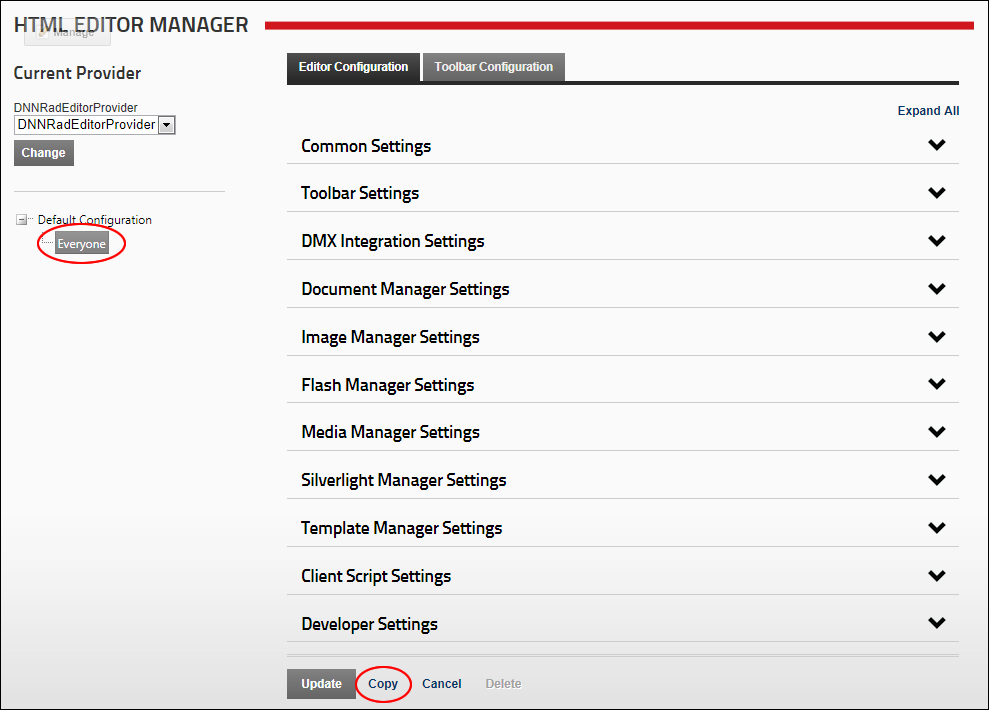 HTML EDITOR MANAGER
Manage
Current Provider
DNNRadEditorProvider
DNNRadEditorProvider
Change
Default Configuration
Everyone
Editor Configuration
Toolbar Configuration
Expand All
Common Settings
Toolbar Settings
DMX Integration Settings
Document Manager Settings
Image Manager Settings
Flash Manager Settings
Media Manager Settings
Silverlight Manager Settings
Template Manager Settings
Client Script Settings
Developer Settings
Update Copy Cancel Delete